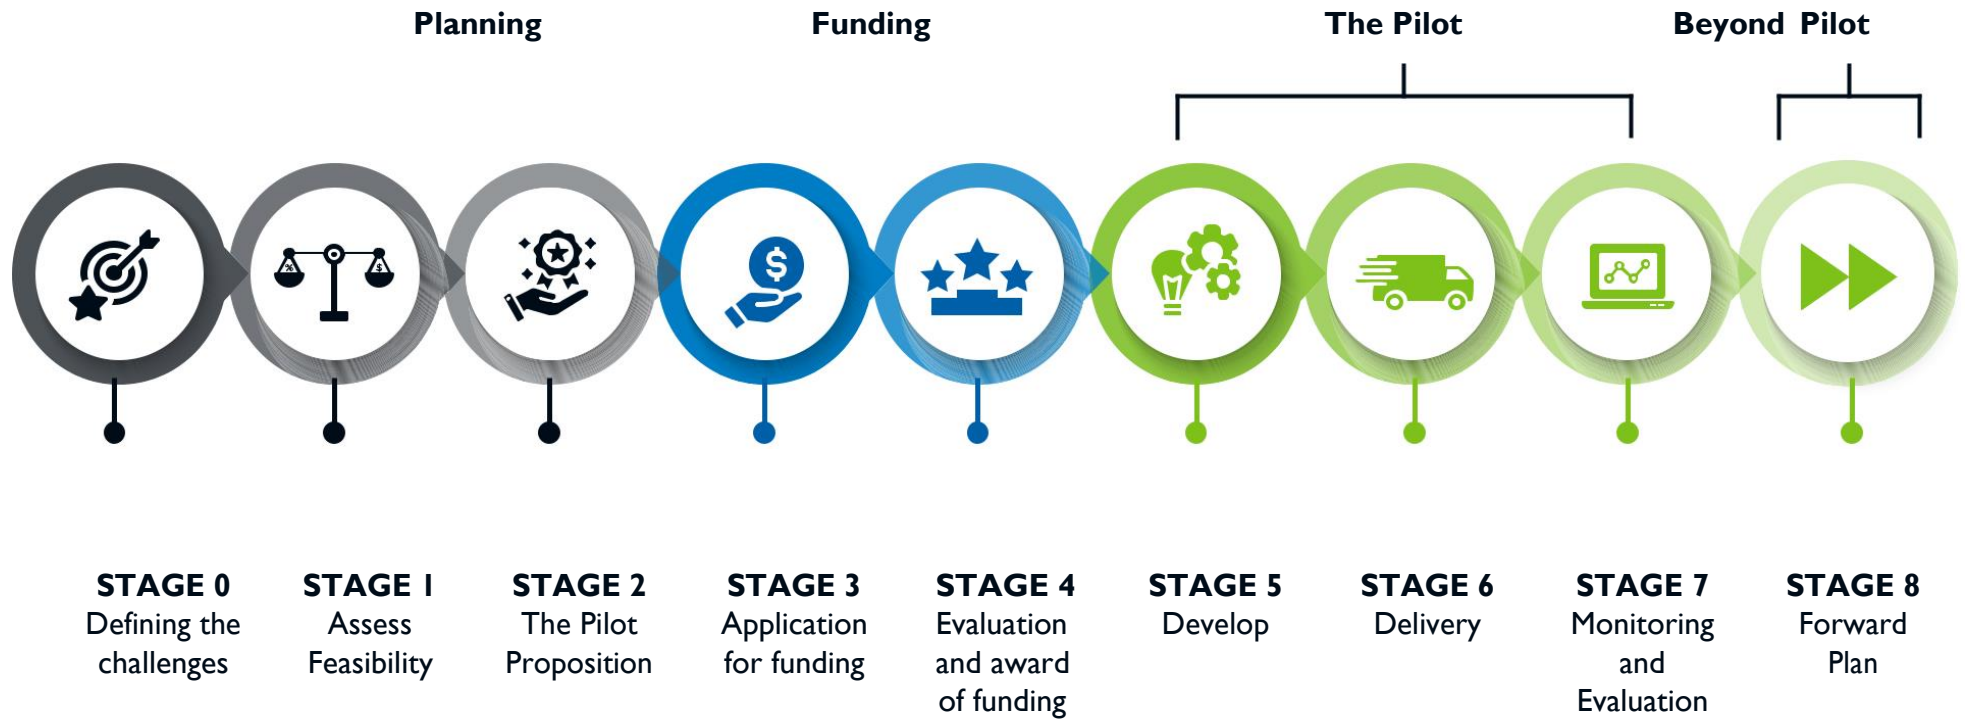 Planning
Funding
The Pilot
Beyond Pilot
%
$
$
STAGE 0
Defining the
challenges
STAGE 1
Assess
Feasibility
STAGE 2
The Pilot
Proposition
STAGE 3
Application
for funding
STAGE 4
Evaluation
and award
of funding
STAGE 5
Develop
STAGE 6
Delivery
STAGE 7
Monitoring
and
Evaluation
STAGE 8
Forward
Plan